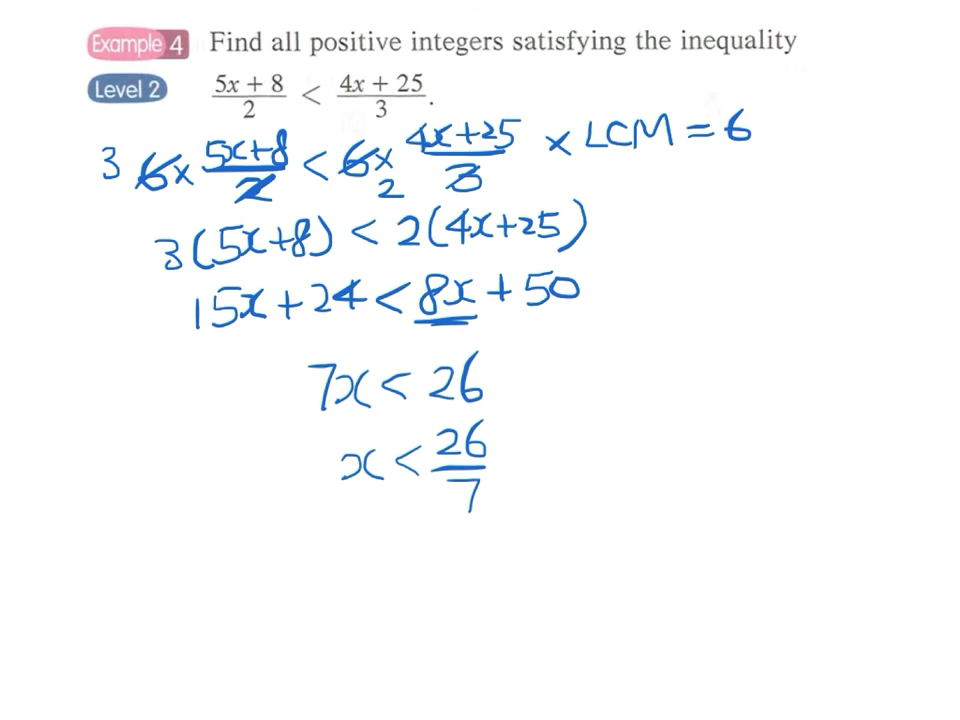 Example 4 Find all positive integers satisfying the inequality
Level 2 (5x + 8)/2 < (4x + 25)/3.
3 6 × (5x+8)/2 < 6 × 2 (4x+25)/3 × LCM = 6
3(5x+8) < 2(4x+25)
15x + 24 < 8x + 50
7x < 26
x < 26/7